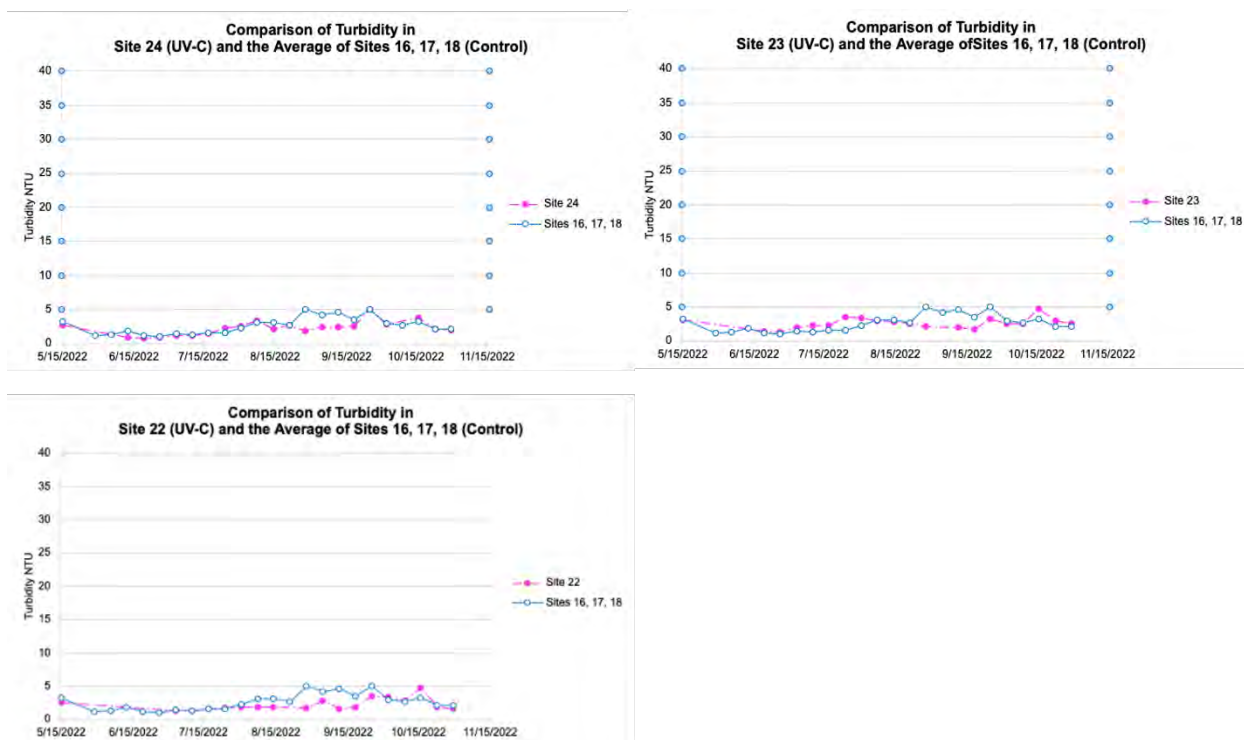 Comparison of Turbidity in
Site 24 (UV-C) and the Average of Sites 16, 17, 18 (Control)
40
35
30
25
20
15
10
5
0
Turbidity NTU
5/15/2022 6/15/2022 7/15/2022 8/15/2022 9/15/2022 10/15/2022 11/15/2022
Site 24
Sites 16, 17, 18
Comparison of Turbidity in
Site 23 (UV-C) and the Average ofSites 16, 17, 18 (Control)
40
35
30
25
20
15
10
5
0
Turbidity NTU
5/15/2022 6/15/2022 7/15/2022 8/15/2022 9/15/2022 10/15/2022 11/15/2022
Site 23
Sites 16, 17, 18
Comparison of Turbidity in
Site 22 (UV-C) and the Average of Sites 16, 17, 18 (Control)
40
35
30
25
20
15
10
5
0
Turbidity NTU
5/15/2022 6/15/2022 7/15/2022 8/15/2022 9/15/2022 10/15/2022 11/15/2022
Site 22
Sites 16, 17, 18